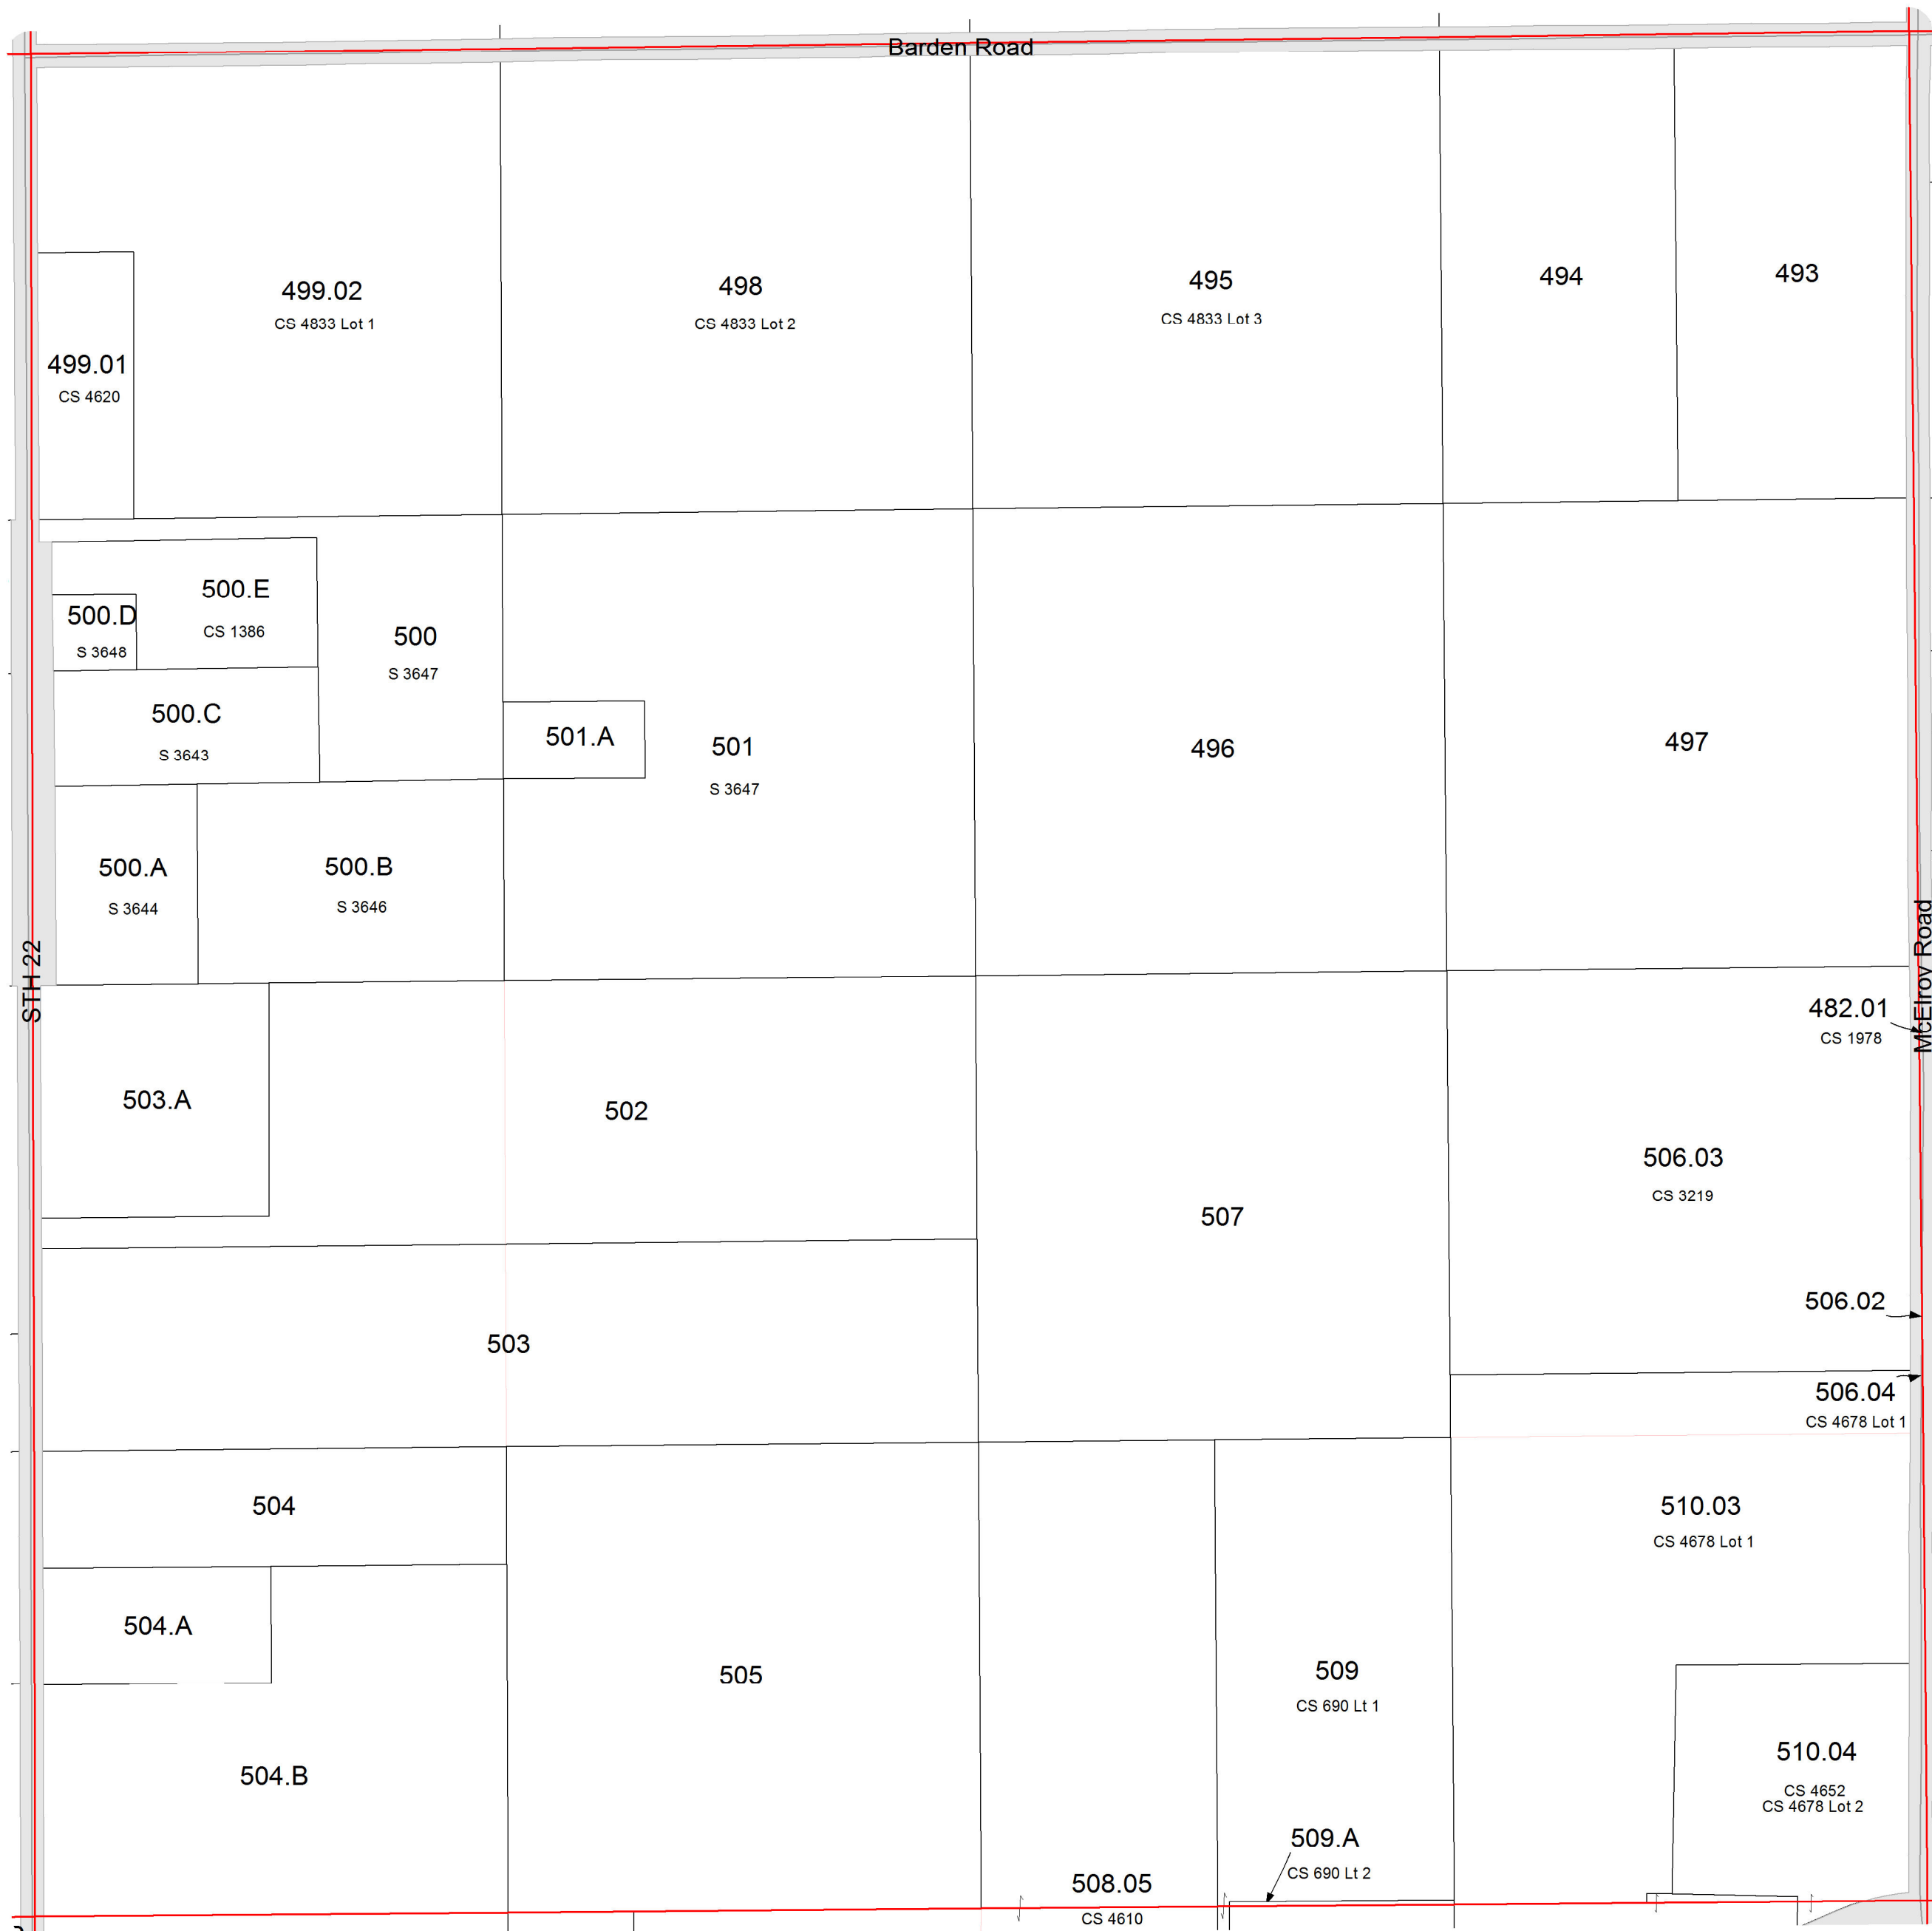 Barden Road
499.02
CS 4833 Lot 1
498
CS 4833 Lot 2
495
CS 4833 Lot 3
494
493
499.01
CS 4620
500.E
CS 1386
500.D
S 3648
500
S 3647
500.C
S 3643
501.A
501
S 3647
496
497
500.A
S 3644
500.B
S 3646
STH 22
McElroy Road
482.01
CS 1978
503.A
502
506.03
CS 3219
507
506.02
503
506.04
CS 4678 Lot 1
504
510.03
CS 4678 Lot 1
504.A
505
509
CS 690 Lt 1
504.B
510.04
CS 4652
CS 4678 Lot 2
509.A
CS 690 Lt 2
508.05
CS 4610